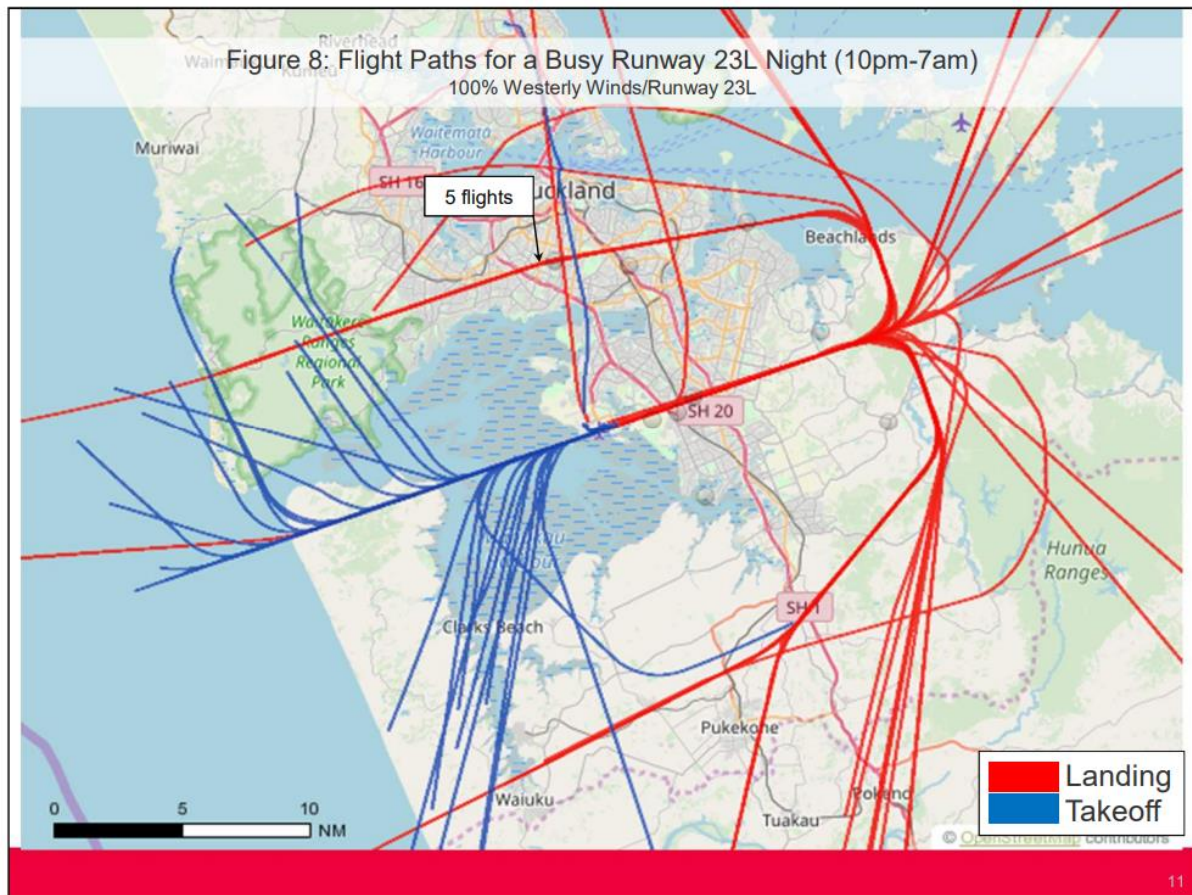 Riverhead
Kumeu
Figure 8: Flight Paths for a Busy Runway 23L Night (10pm-7am)
100% Westerly Winds/Runway 23L
Muriwai
Waitematā
Harbour
SH 16
5 flights
uckland
Beachlands
Waitākere
Ranges
Regional
Park
SH 20
Hunua
Ranges
SH 1
Clarks Beach
Pukekohe
Waiuku
Tuakau
Pokeno
0 5 10
NM
Landing
Takeoff
© OpenStreetMap contributors
11